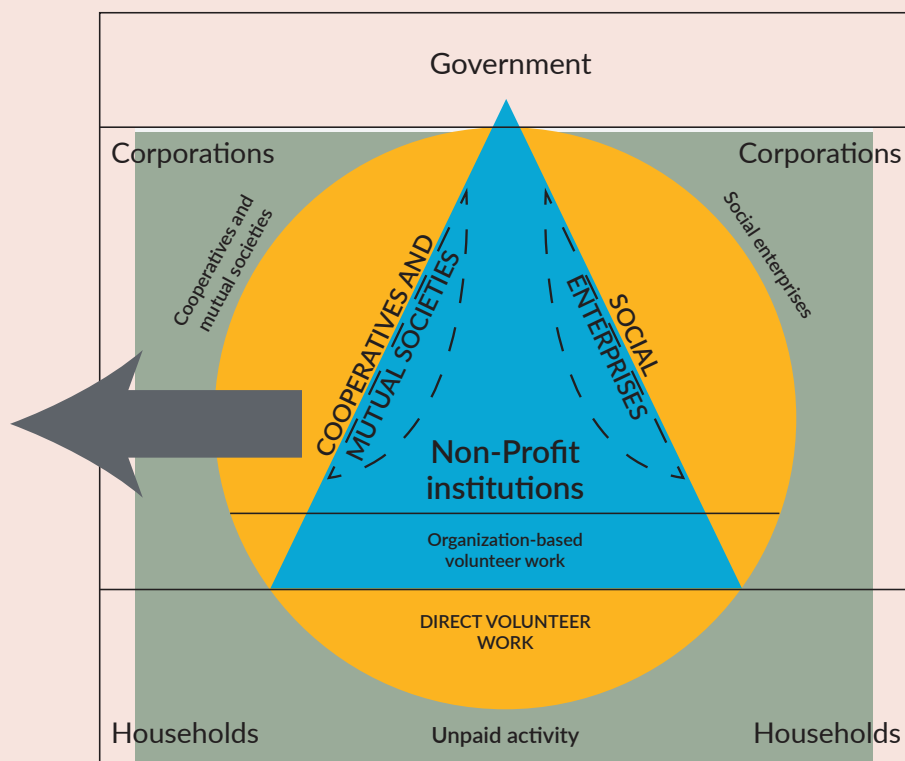 Government
Corporations
Corporations
Cooperatives and
mutual societies
Social enterprises
COOPERATIVES AND
MUTUAL SOCIETIES
SOCIAL
ENTERPRISES
Non-Profit
institutions
Organization-based
volunteer work
DIRECT VOLUNTEER
WORK
Households
Unpaid activity
Households